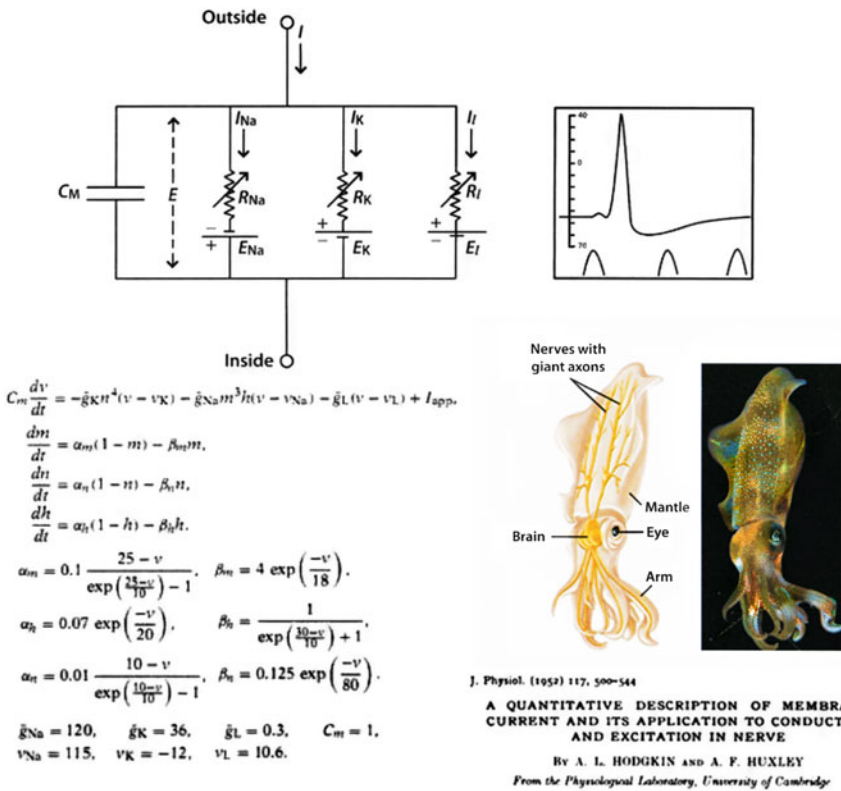 Outside
I
I_Na
I_K
I_l
C_M
E
R_Na
R_K
R_l
− + + 
+ − −
E_Na
E_K
E_l
Inside
40
0
70
C_m dv/dt = −ḡ_K n^4(v − v_K) − ḡ_Na m^3 h(v − v_Na) − ḡ_L(v − v_L) + I_app,
dm/dt = α_m(1 − m) − β_m m,
dn/dt = α_n(1 − n) − β_n n,
dh/dt = α_h(1 − h) − β_h h.
α_m = 0.1 (25 − v)/(exp((25−v)/10) − 1), β_m = 4 exp(−v/18),
α_h = 0.07 exp(−v/20), β_h = 1/(exp((30−v)/10) + 1),
α_n = 0.01 (10 − v)/(exp((10−v)/10) − 1), β_n = 0.125 exp(−v/80).
ḡ_Na = 120, ḡ_K = 36, ḡ_L = 0.3, C_m = 1,
v_Na = 115, v_K = −12, v_L = 10.6.
Nerves with
giant axons
Mantle
Brain
Eye
Arm
J. Physiol. (1952) 117, 500–544
A QUANTITATIVE DESCRIPTION OF MEMBRA
CURRENT AND ITS APPLICATION TO CONDUCT
AND EXCITATION IN NERVE
By A. L. HODGKIN AND A. F. HUXLEY
From the Physiological Laboratory, University of Cambridge